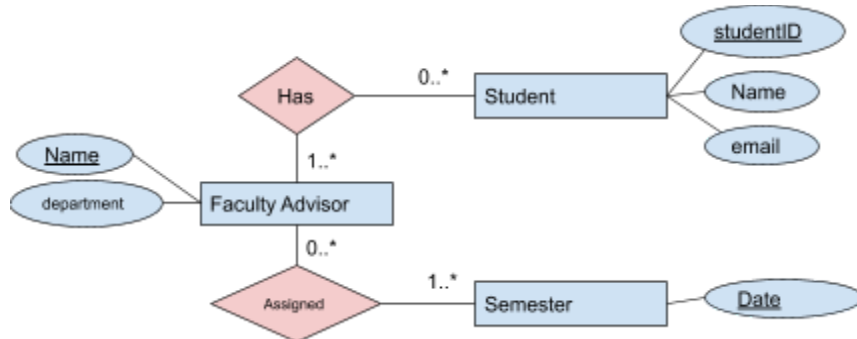 studentID
Has
0..*
Student
Name
email
Name
1..*
department
Faculty Advisor
0..*
Assigned
1..*
Semester
Date